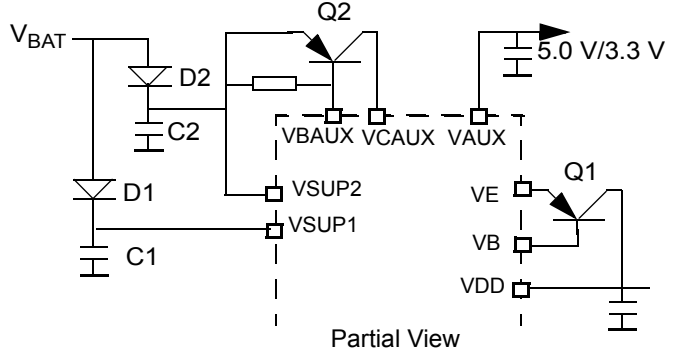 Q2
V_BAT
5.0 V/3.3 V
D2
C2
VBAUX
VCAUX
VAUX
Q1
D1
VSUP2
VE
VSUP1
VB
C1
VDD
Partial View